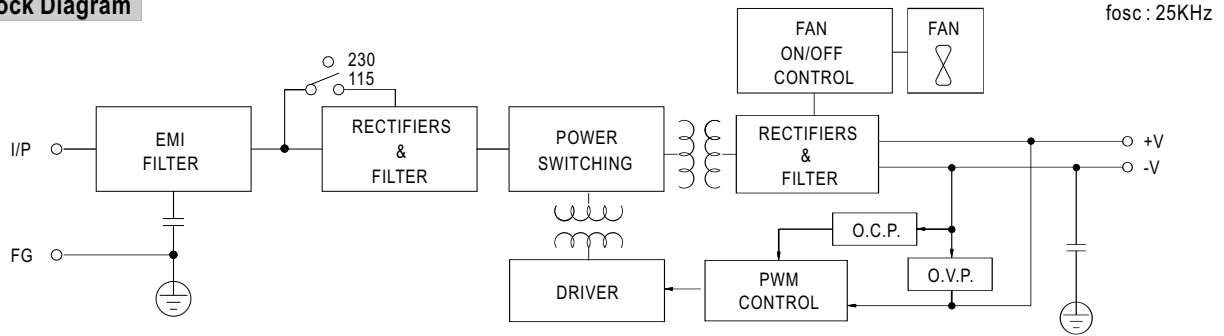 ock Diagram
fosc : 25KHz
FAN
ON/OFF
CONTROL
FAN
230
115
I/P
EMI
FILTER
RECTIFIERS
&
FILTER
POWER
SWITCHING
RECTIFIERS
&
FILTER
+V
-V
O.C.P.
FG
O.V.P.
DRIVER
PWM
CONTROL